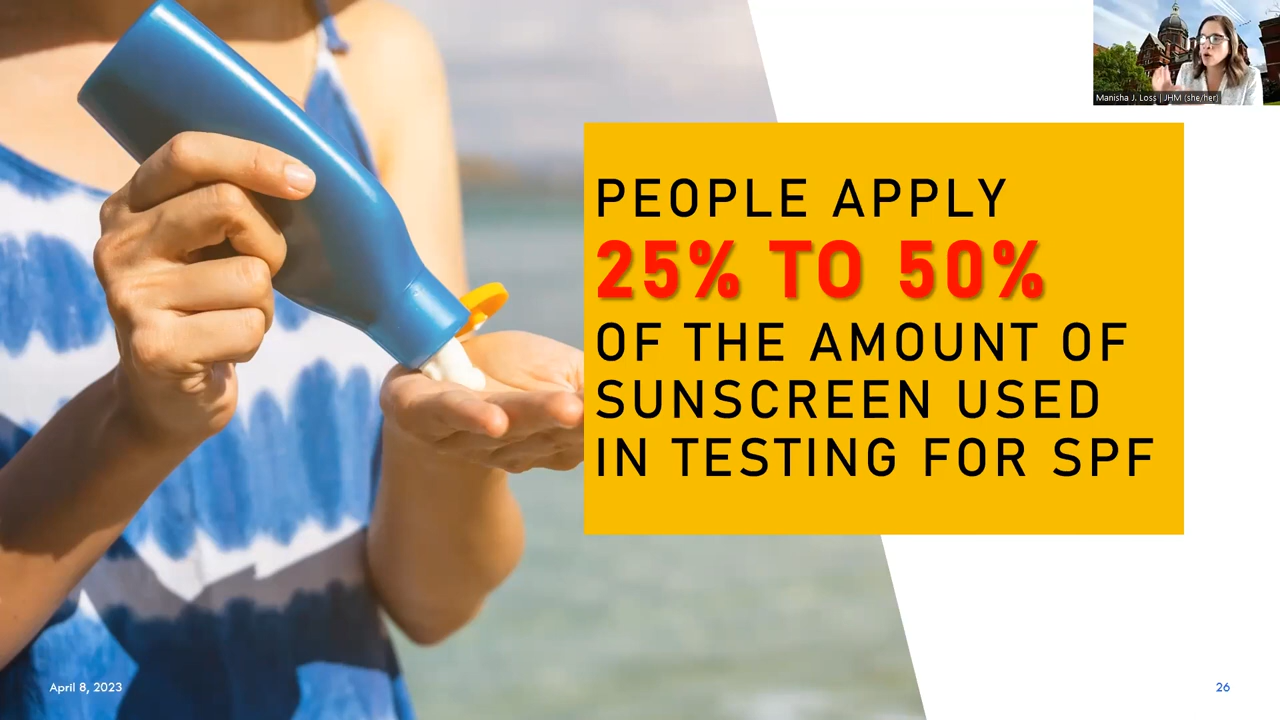 Manisha J. Loss | JHM (she/her)
PEOPLE APPLY
25% TO 50%
OF THE AMOUNT OF
SUNSCREEN USED
IN TESTING FOR SPF
April 8, 2023
26